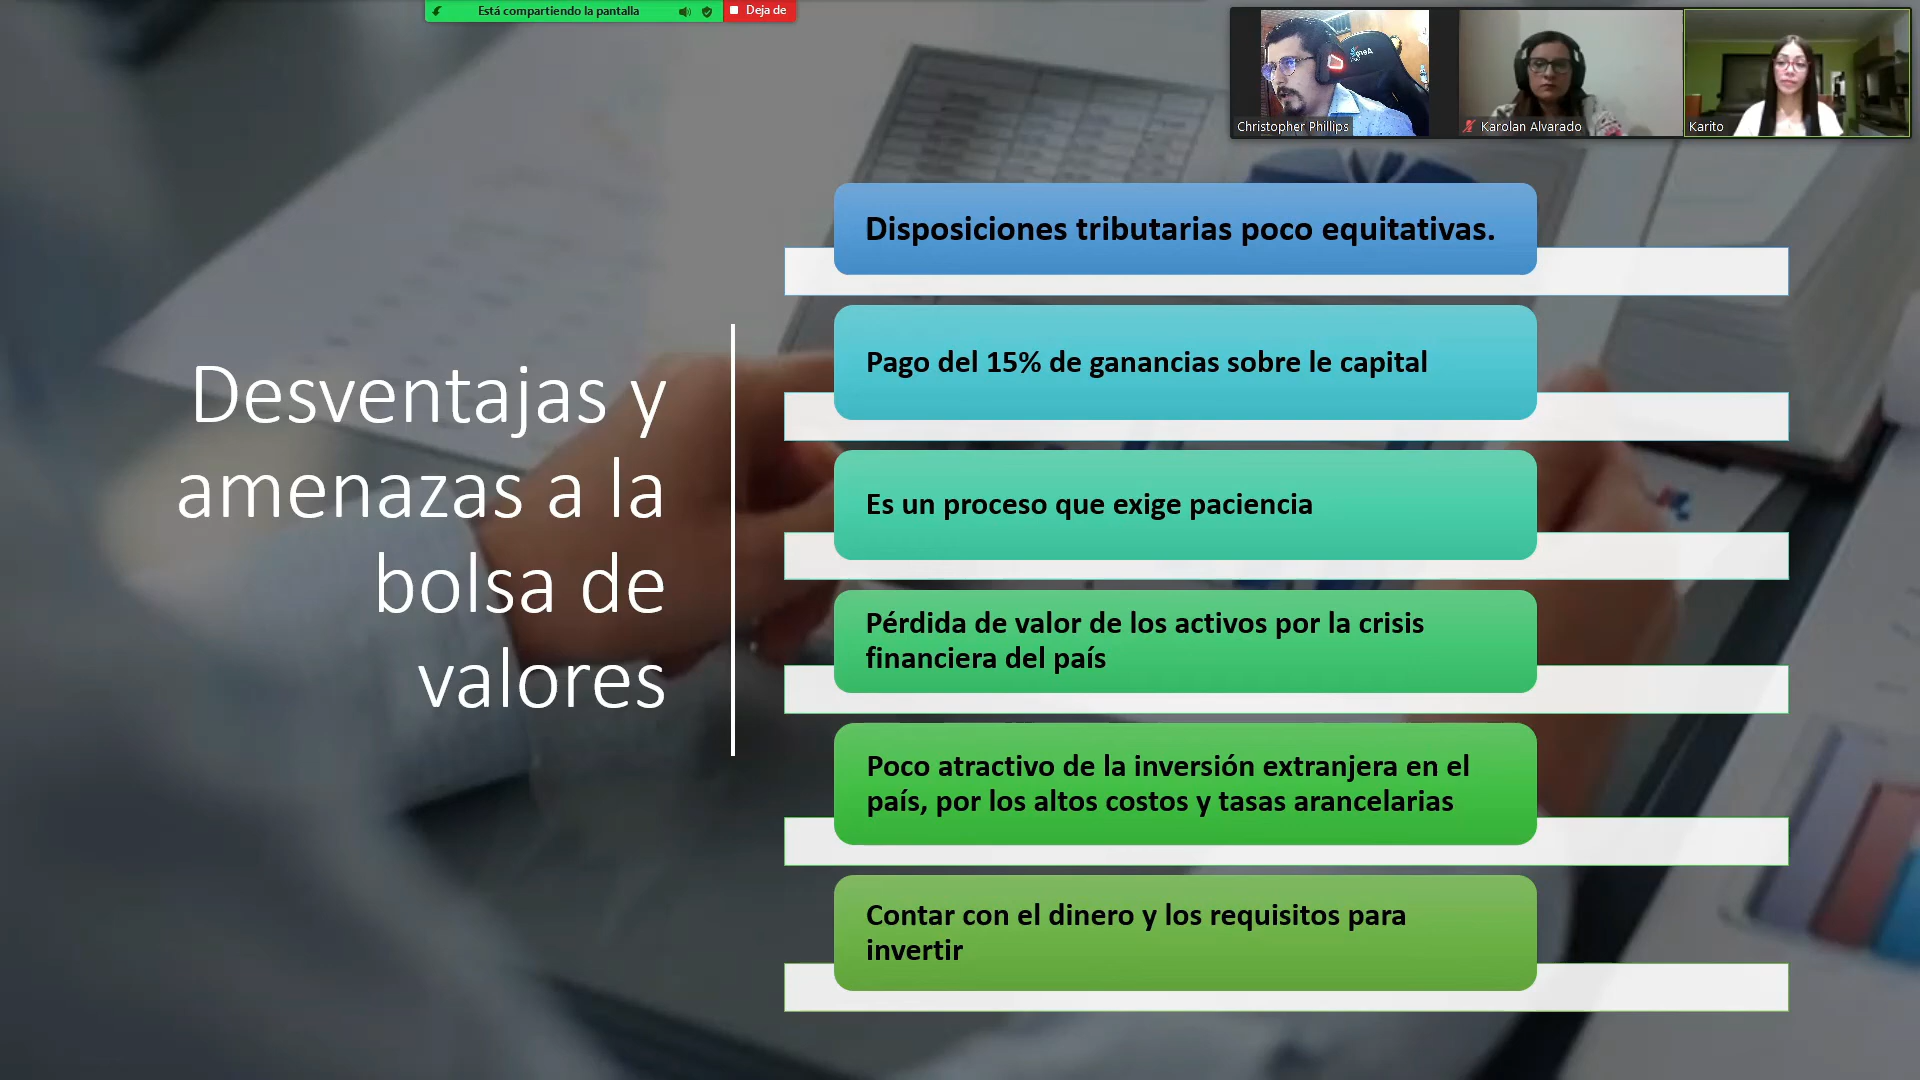 Está compartiendo la pantalla
Deja de
Christopher Phillips
Karolan Alvarado
Karito
Desventajas y
amenazas a la
bolsa de
valores
Disposiciones tributarias poco equitativas.
Pago del 15% de ganancias sobre le capital
Es un proceso que exige paciencia
Pérdida de valor de los activos por la crisis
financiera del país
Poco atractivo de la inversión extranjera en el
país, por los altos costos y tasas arancelarias
Contar con el dinero y los requisitos para
invertir